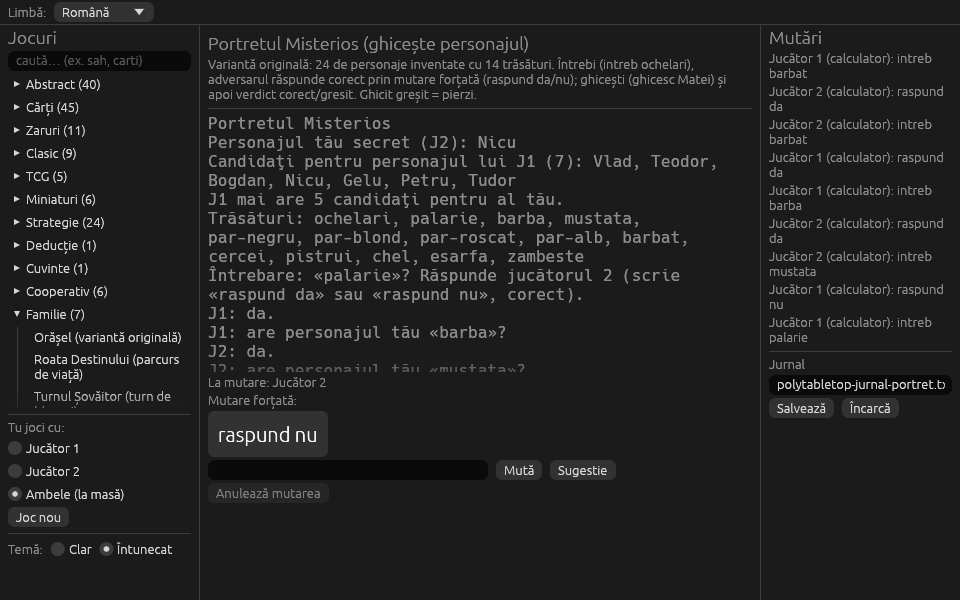 Limbă: Română
Jocuri
caută... (ex. sah, carti)
Abstract (40)
Cărți (45)
Zaruri (11)
Clasic (9)
TCG (5)
Miniaturi (6)
Strategie (24)
Deducție (1)
Cuvinte (1)
Cooperativ (6)
Familie (7)
Orășel (variantă originală)
Roata Destinului (parcurs
de viață)
Turnul Șovăitor (turn de
Tu joci cu:
Jucător 1
Jucător 2
Ambele (la masă)
Joc nou
Temă: Clar Întunecat
Portretul Misterios (ghicește personajul)
Variantă originală: 24 de personaje inventate cu 14 trăsături. Întrebi (intreb ochelari),
adversarul răspunde corect prin mutare forțată (raspund da/nu); ghicești (ghicesc Matei) și
apoi verdict corect/gresit. Ghicit greșit = pierzi.
Portretul Misterios
Personajul tău secret (J2): Nicu
Candidați pentru personajul lui J1 (7): Vlad, Teodor,
Bogdan, Nicu, Gelu, Petru, Tudor
J1 mai are 5 candidați pentru al tău.
Trăsături: ochelari, palarie, barba, mustata,
par-negru, par-blond, par-roscat, par-alb, barbat,
cercei, pistrui, chel, esarfa, zambeste
Întrebare: «palarie»? Răspunde jucătorul 2 (scrie
«raspund da» sau «raspund nu», corect).
J1: da.
J1: are personajul tău «barba»?
J2: da.
J2: are personajul tău «mustata»?
La mutare: Jucător 2
Mutare forțată:
raspund nu
Mută Sugestie
Anulează mutarea
Mutări
Jucător 1 (calculator): intreb
barbat
Jucător 2 (calculator): raspund
da
Jucător 2 (calculator): intreb
barbat
Jucător 1 (calculator): raspund
da
Jucător 1 (calculator): intreb
barba
Jucător 2 (calculator): raspund
da
Jucător 2 (calculator): intreb
mustata
Jucător 1 (calculator): raspund
nu
Jucător 1 (calculator): intreb
palarie
Jurnal
polytabletop-jurnal-portret.tx
Salvează Încarcă